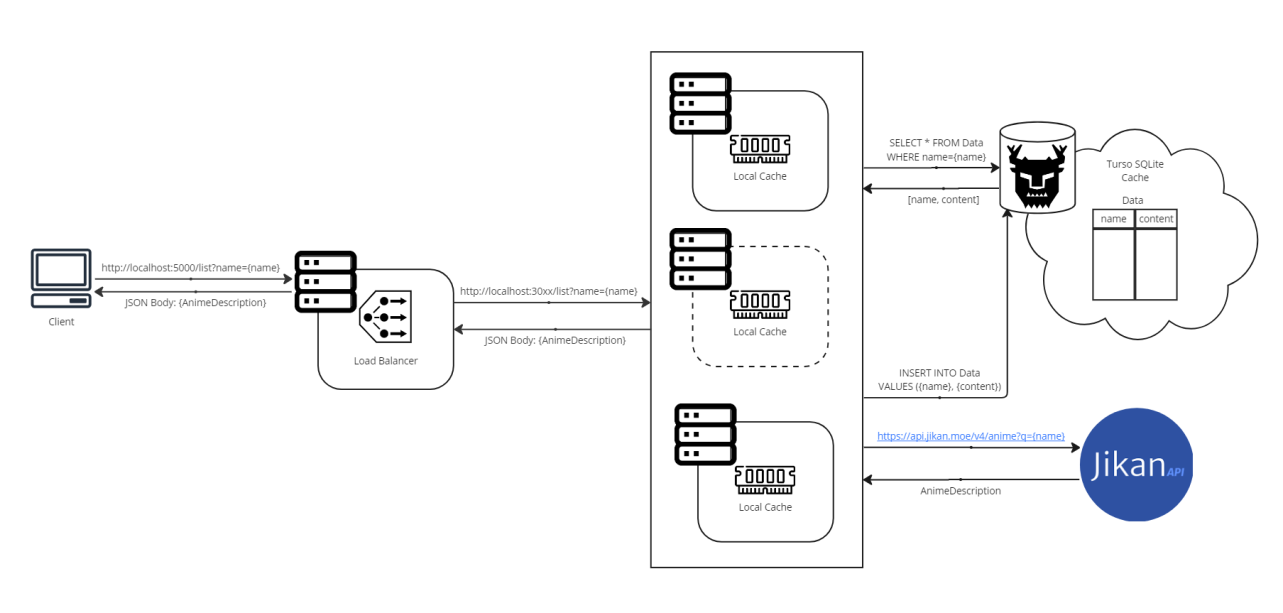 http://localhost:5000/list?name={name}
JSON Body: {AnimeDescription}
Client
Load Balancer
http://localhost:30xx/list?name={name}
JSON Body: {AnimeDescription}
Local Cache
Local Cache
Local Cache
SELECT * FROM Data
WHERE name={name}
[name, content]
Turso SQLite
Cache
Data
name content
INSERT INTO Data
VALUES ({name}, {content})
https://api.jikan.moe/v4/anime?q={name}
AnimeDescription
Jikan API